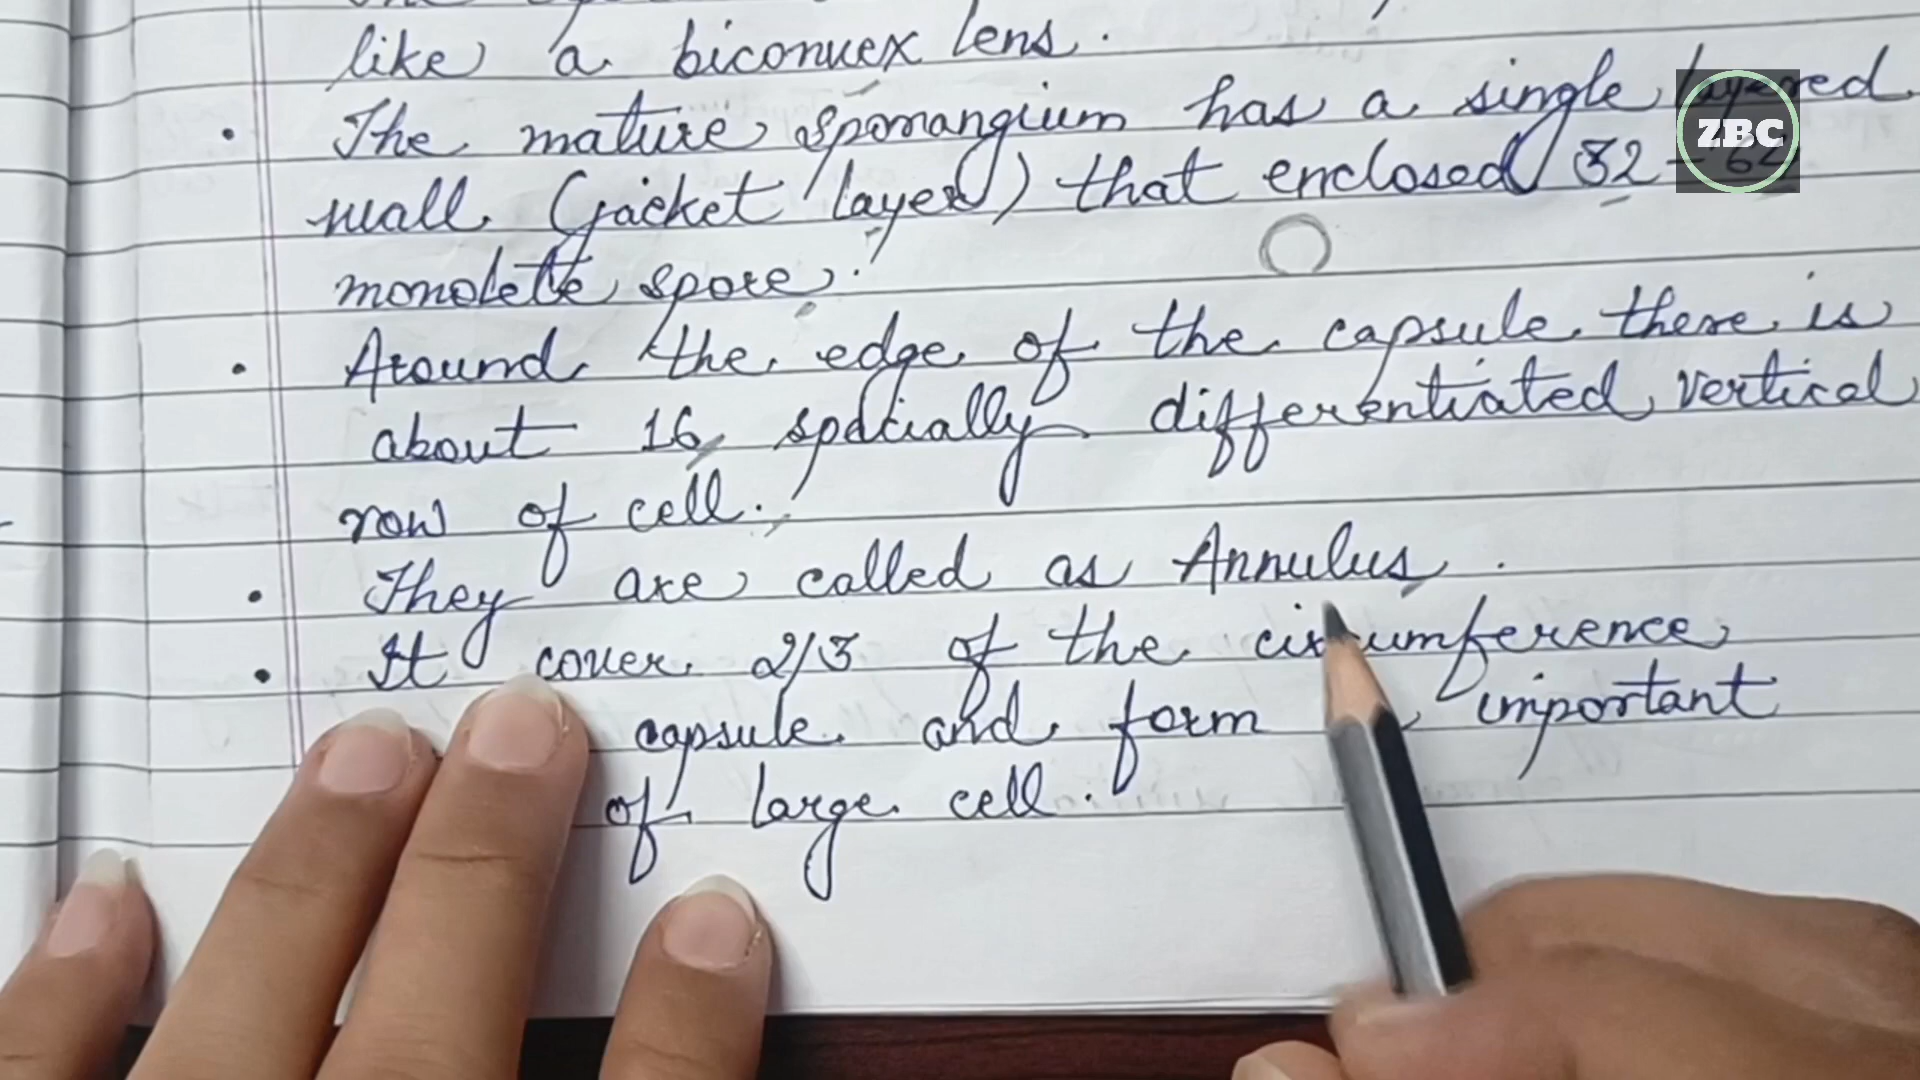 like a biconvex lens.
• The mature sporangium has a single layered
wall (jacket layer) that enclosed 32-64
monolete spore.
• Around the edge of the capsule there is
about 16 specially differentiated vertical
row of cell.
• They are called as Annulus.
• It cover 2/3 of the circumference
capsule and form important
of large cell.
ZBC